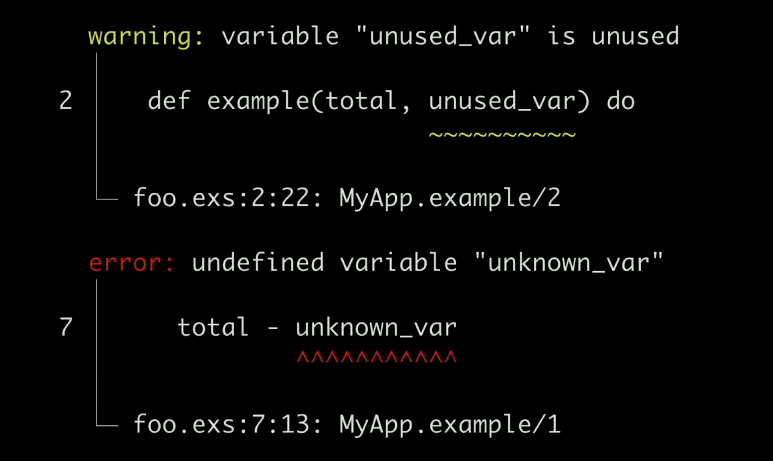 warning: variable "unused_var" is unused
2 def example(total, unused_var) do
~~~~~~~~~~
foo.exs:2:22: MyApp.example/2
error: undefined variable "unknown_var"
7 total - unknown_var
^^^^^^^^^^^
foo.exs:7:13: MyApp.example/1